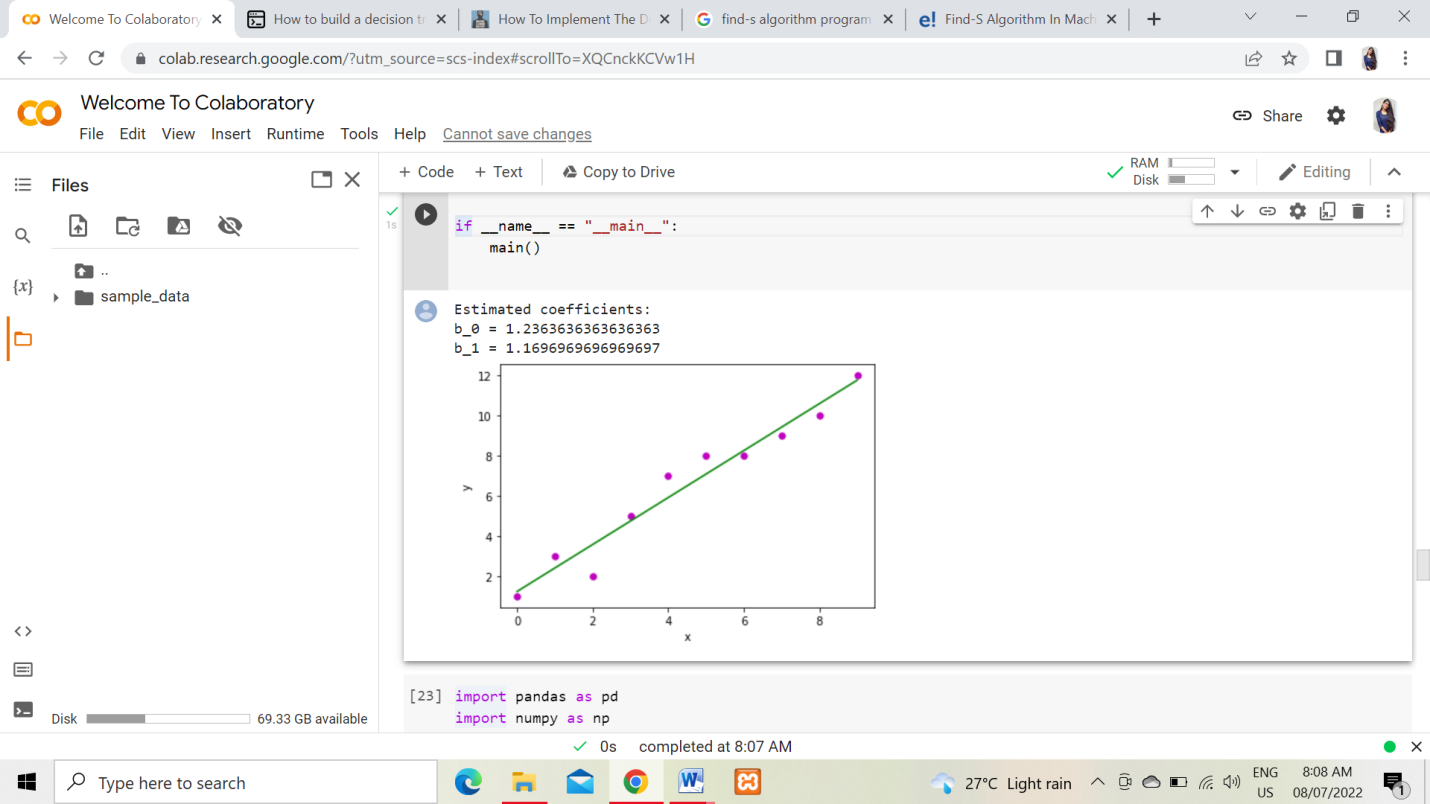 Welcome To Colaboratory
How to build a decision tr
How To Implement The D
find-s algorithm program
Find-S Algorithm In Mach
colab.research.google.com/?utm_source=scs-index#scrollTo=XQCnckKCVw1H
Welcome To Colaboratory
Share
File Edit View Insert Runtime Tools Help Cannot save changes
Files
+ Code + Text Copy to Drive
RAM
Disk
Editing
1s
if __name__ == "__main__":
main()
..
{x}
sample_data
Estimated coefficients:
b_0 = 1.2363636363636363
b_1 = 1.1696969696969697
12
10
8
6
4
2
y
0 2 4 6 8
x
[23] import pandas as pd
import numpy as np
Disk 69.33 GB available
0s completed at 8:07 AM
Type here to search
27°C Light rain
ENG
US
8:08 AM
08/07/2022
1